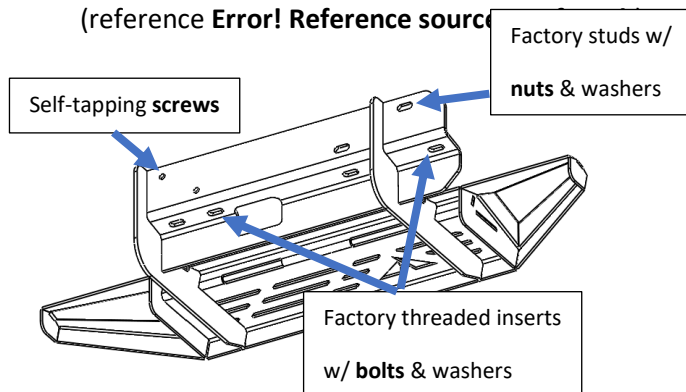 (reference Error! Reference source
Factory studs w/
nuts & washers
Self-tapping screws
Factory threaded inserts
w/ bolts & washers